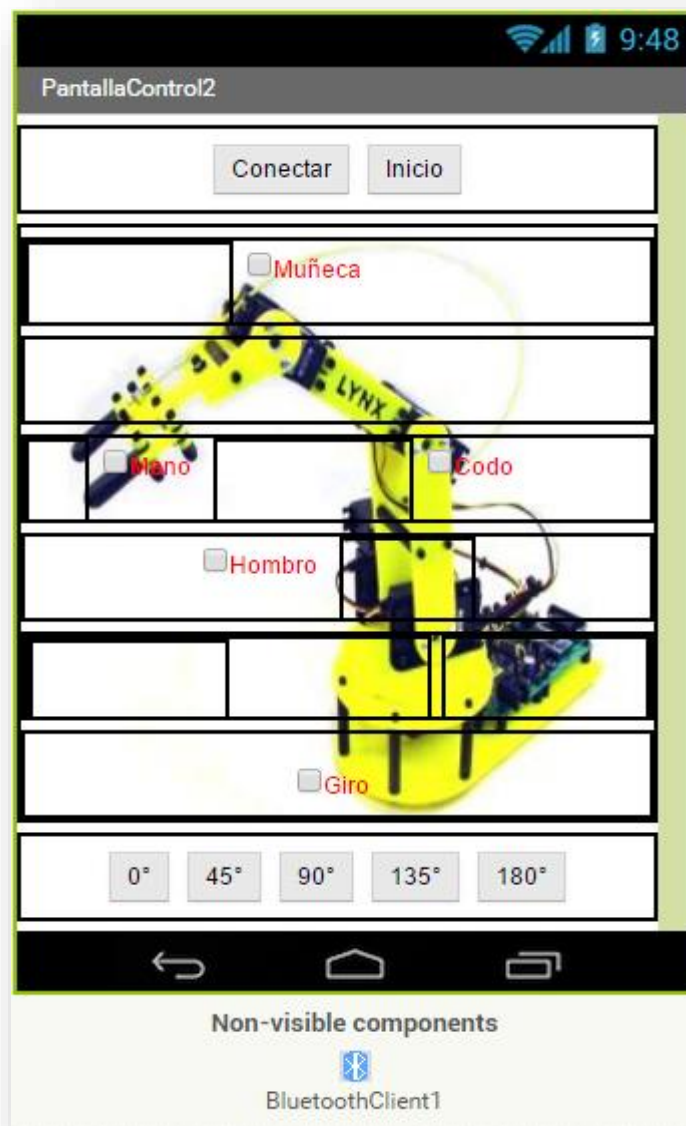 9:48
PantallaControl2
Conectar Inicio
Muñeca
LYNX
Mano Codo
Hombro
Giro
0° 45° 90° 135° 180°
Non-visible components
BluetoothClient1